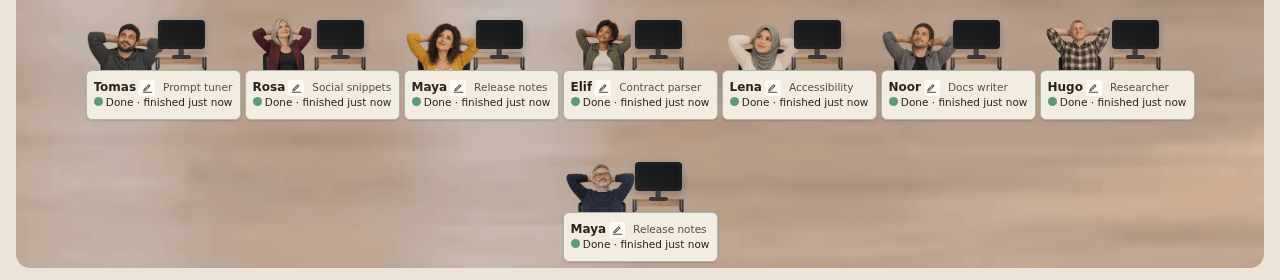 Tomas Prompt tuner
Done · finished just now
Rosa Social snippets
Done · finished just now
Maya Release notes
Done · finished just now
Elif Contract parser
Done · finished just now
Lena Accessibility
Done · finished just now
Noor Docs writer
Done · finished just now
Hugo Researcher
Done · finished just now
Maya Release notes
Done · finished just now